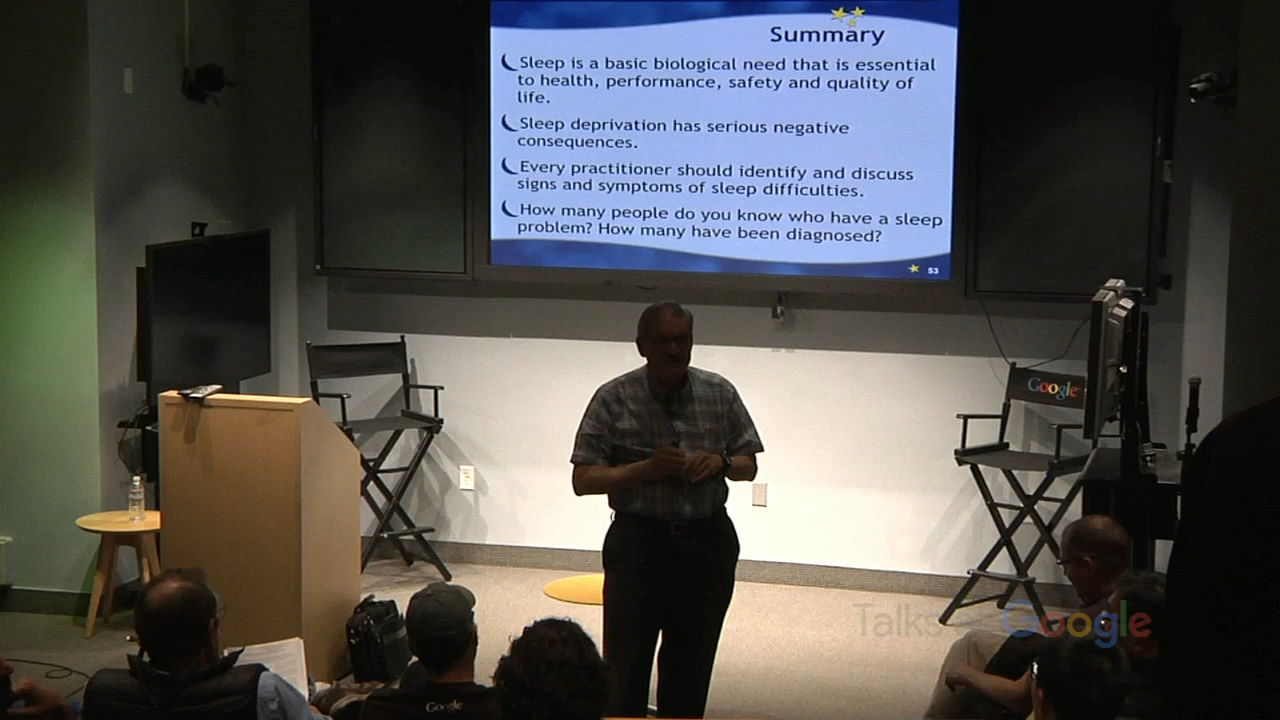 Summary
Sleep is a basic biological need that is essential
to health, performance, safety and quality of
life.
Sleep deprivation has serious negative
consequences.
Every practitioner should identify and discuss
signs and symptoms of sleep difficulties.
How many people do you know who have a sleep
problem? How many have been diagnosed?
53
Google
Talks at Google
Google